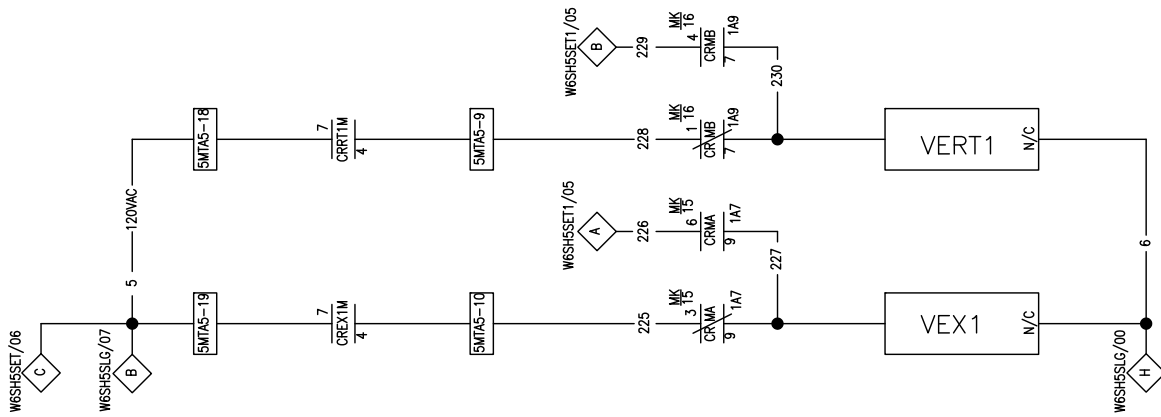 W6SH5SET/06
C
W6SH5SLG/07
B
5
120VAC
5MTA5-19
5MTA5-18
7
CREX1M
4
7
CRRT1M
4
5MTA5-10
5MTA5-9
W6SH5SET1/05
A
W6SH5SET1/05
B
225
226
228
229
MK
15
3
CRMA
1A7
9
MK
15
6
CRMA
1A7
9
MK
16
1
CRMB
1A9
7
MK
16
4
CRMB
1A9
7
227
230
VEX1
N/C
VERT1
N/C
6
W6SH5SLG/00
H